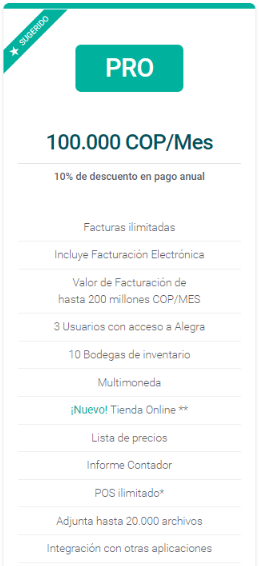 ★ SUGERIDO
PRO
100.000 COP/Mes
10% de descuento en pago anual
Facturas ilimitadas
Incluye Facturación Electrónica
Valor de Facturación de
hasta 200 millones COP/MES
3 Usuarios con acceso a Alegra
10 Bodegas de inventario
Multimoneda
¡Nuevo! Tienda Online **
Lista de precios
Informe Contador
POS ilimitado*
Adjunta hasta 20.000 archivos
Integración con otras aplicaciones